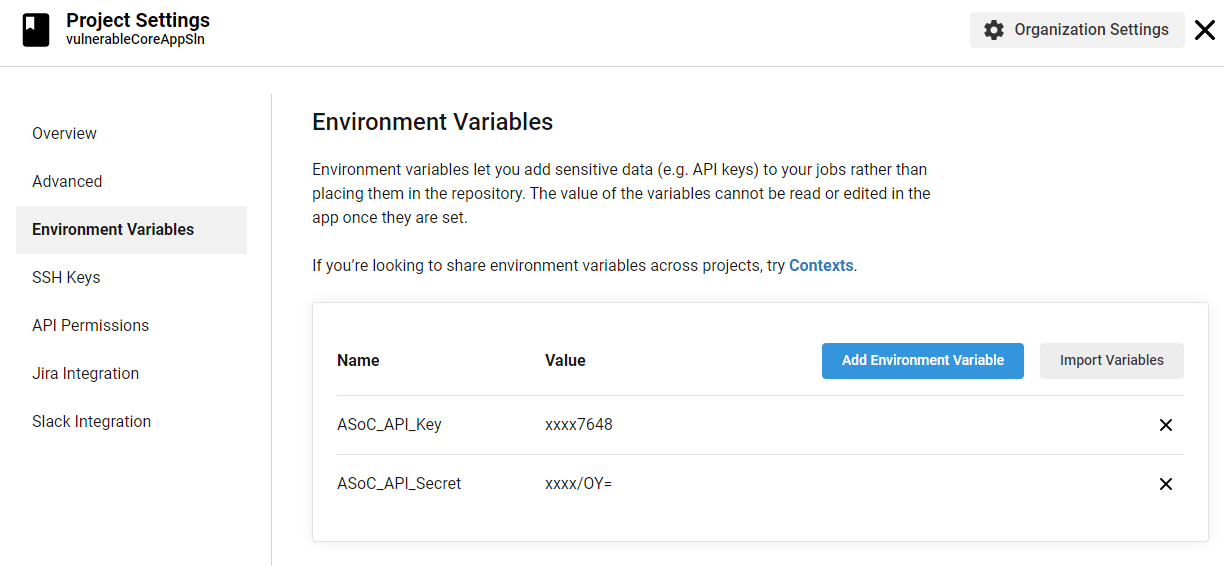 Project Settings
vulnerableCoreAppSln
Organization Settings
Overview
Advanced
Environment Variables
SSH Keys
API Permissions
Jira Integration
Slack Integration
Environment Variables
Environment variables let you add sensitive data (e.g. API keys) to your jobs rather than
placing them in the repository. The value of the variables cannot be read or edited in the
app once they are set.
If you’re looking to share environment variables across projects, try Contexts.
Name Value Add Environment Variable Import Variables
ASoC_API_Key xxxx7648
ASoC_API_Secret xxxx/OY=